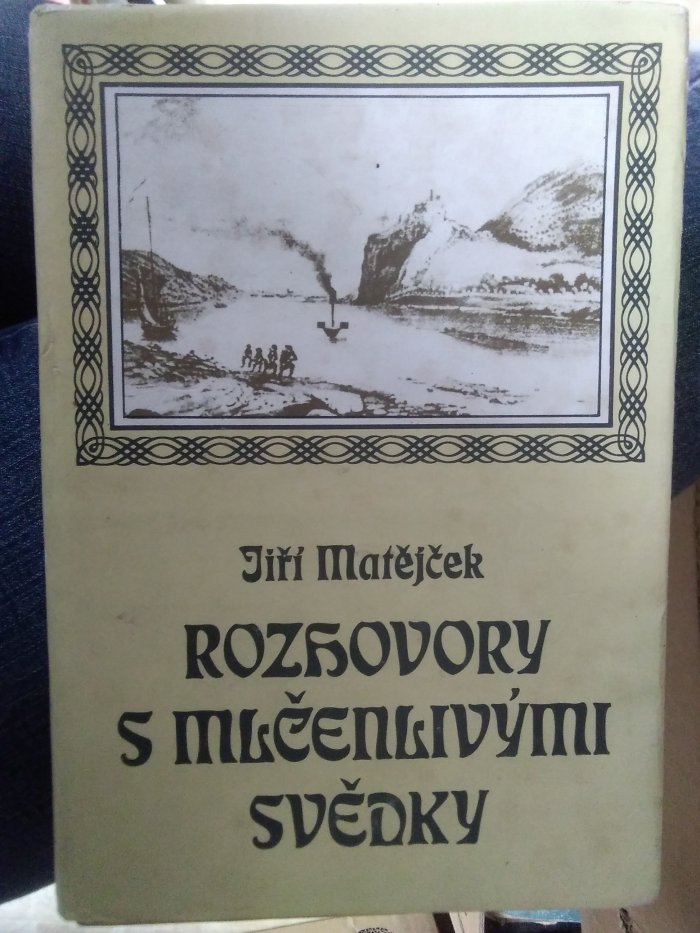 Jiří Matějček
ROZHOVORY
S MLČENLIVÝMI
SVĚDKY